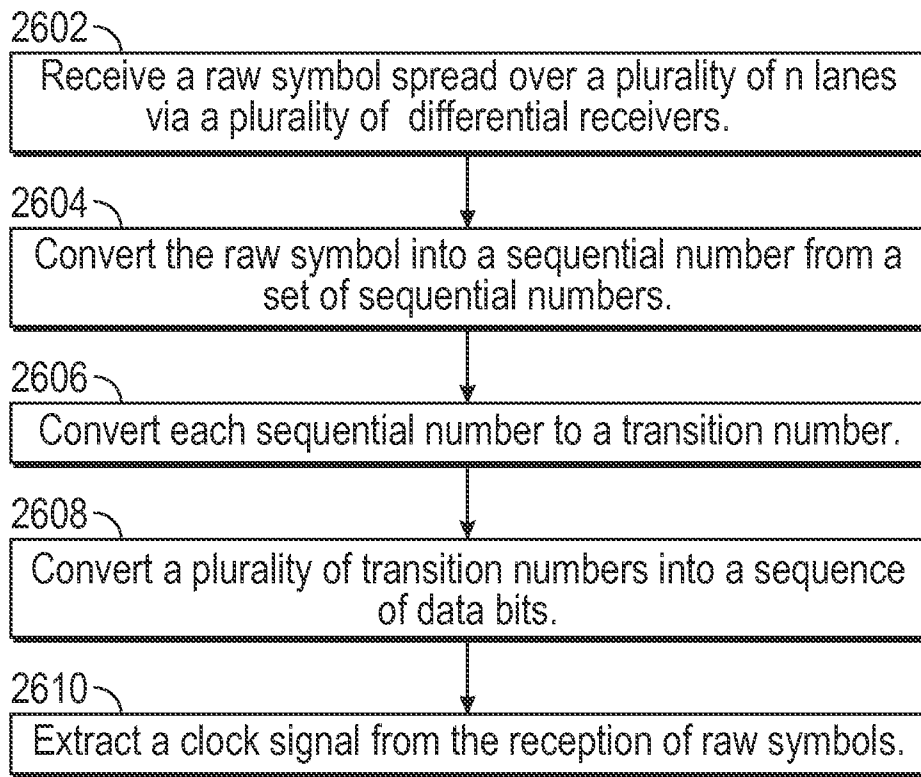 2602
Receive a raw symbol spread over a plurality of n lanes
via a plurality of differential receivers.
2604
Convert the raw symbol into a sequential number from a
set of sequential numbers.
2606
Convert each sequential number to a transition number.
2608
Convert a plurality of transition numbers into a sequence
of data bits.
2610
Extract a clock signal from the reception of raw symbols.